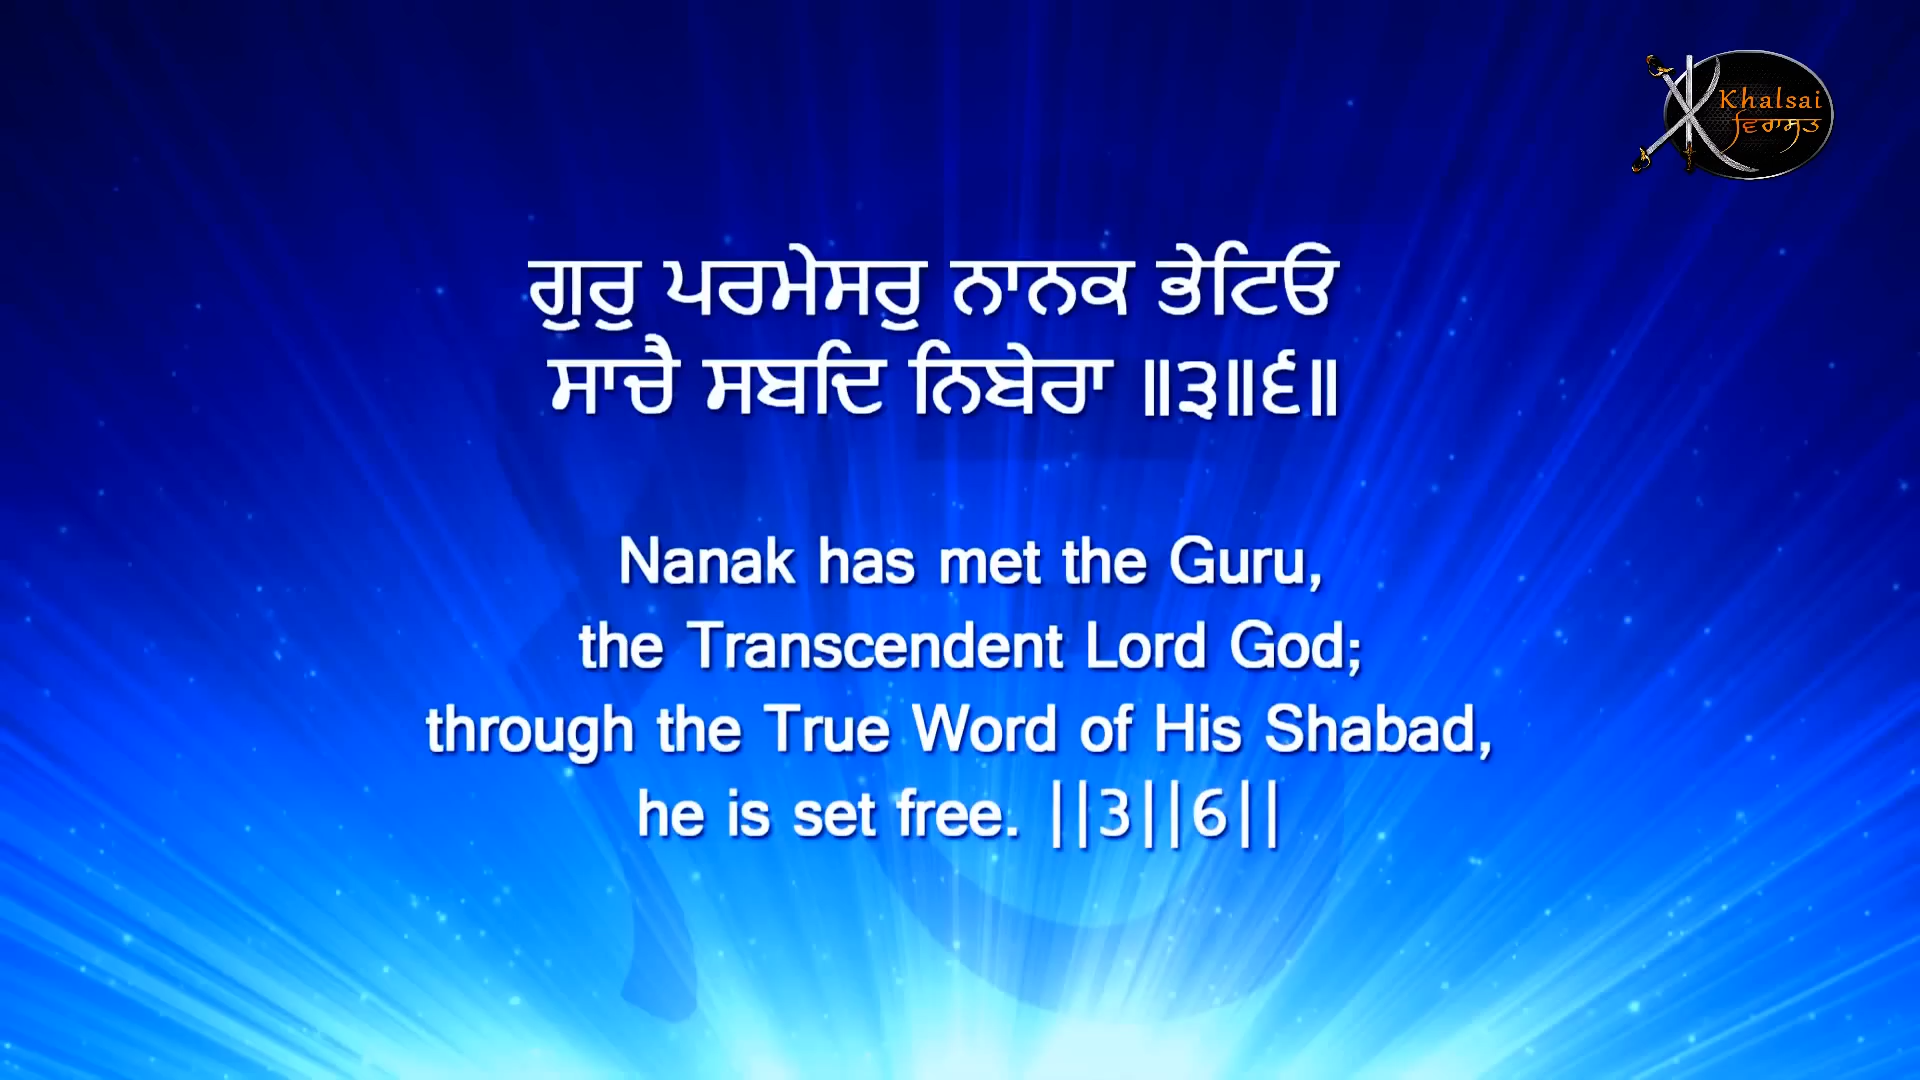 Khalsai
ਵਿਰਾਸਤ
ਗੁਰੁ ਪਰਮੇਸਰੁ ਨਾਨਕ ਭੇਟਿਓ
ਸਾਚੈ ਸਬਦਿ ਨਿਬੇਰਾ ॥੩॥੬॥
Nanak has met the Guru,
the Transcendent Lord God;
through the True Word of His Shabad,
he is set free. ||3||6||